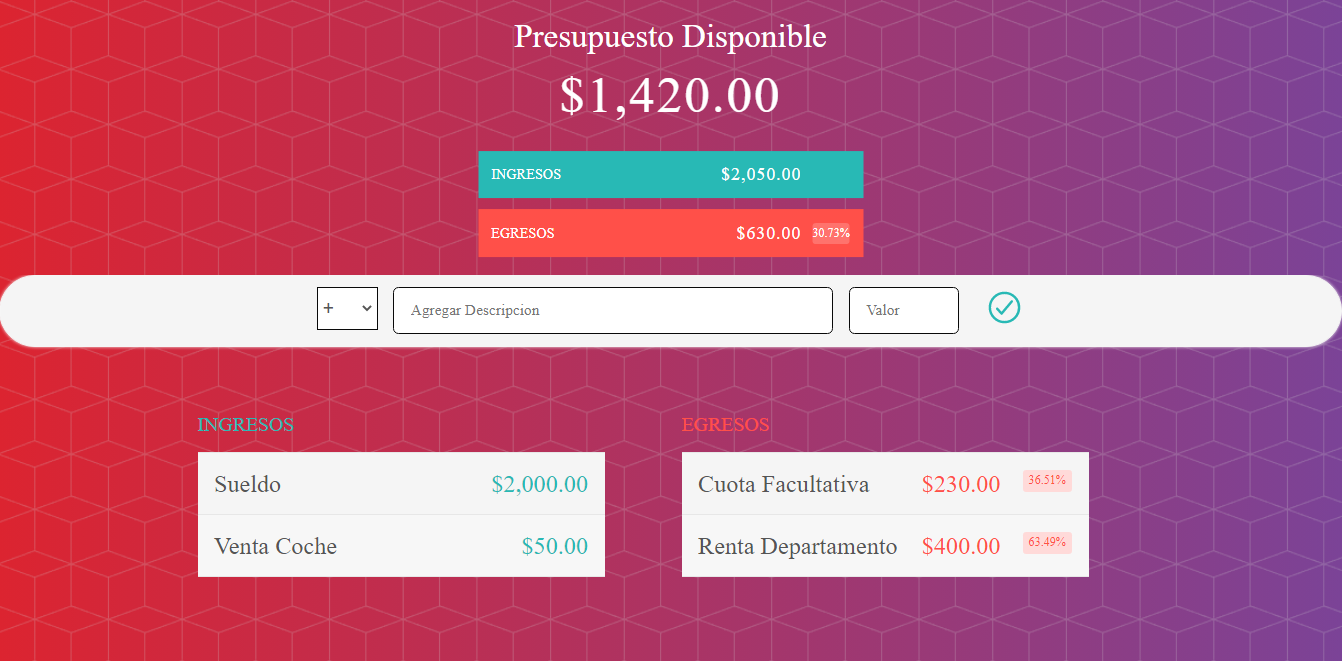 Presupuesto Disponible
$1,420.00
INGRESOS $2,050.00
EGRESOS $630.00 30.73%
+ Agregar Descripcion Valor
INGRESOS
Sueldo $2,000.00
Venta Coche $50.00
EGRESOS
Cuota Facultativa $230.00 36.51%
Renta Departamento $400.00 63.49%